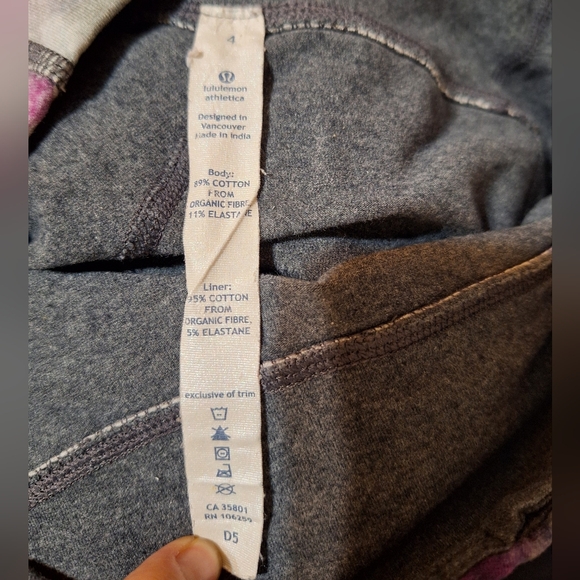 4
lululemon
athletica
Designed in
Vancouver
Made in India
Body:
89% COTTON
FROM
ORGANIC FIBRE,
11% ELASTANE
Liner:
95% COTTON
FROM
ORGANIC FIBRE,
5% ELASTANE
exclusive of trim
CA 35801
RN 106259
D5